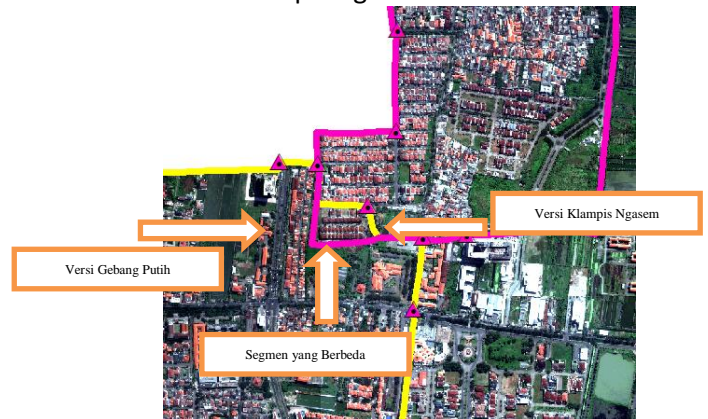 Versi Klampis Ngasem
Versi Gebang Putih
Segmen yang Berbeda